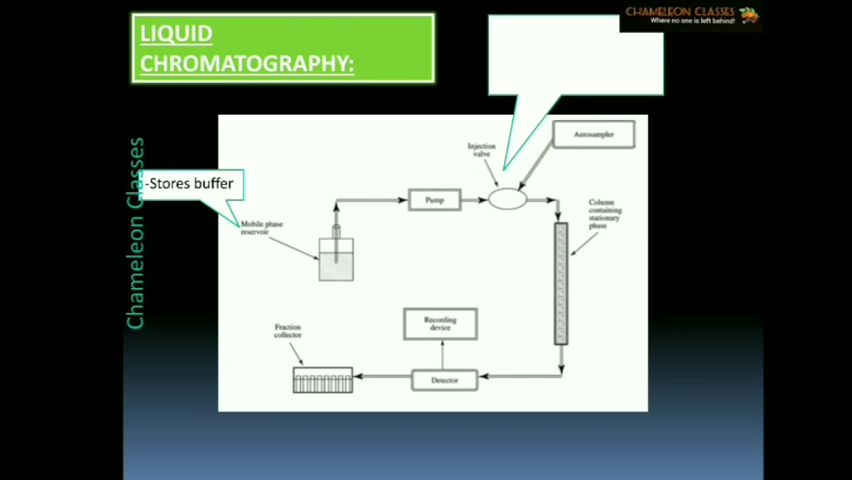 CHAMELEON CLASSES
Where no one is left behind!
LIQUID
CHROMATOGRAPHY:
Autosampler
Injection
valve
Chameleon Classes
-Stores buffer
Pump
Column
containing
stationary
phase
Mobile phase
reservoir
Recording
device
Fraction
collector
Detector